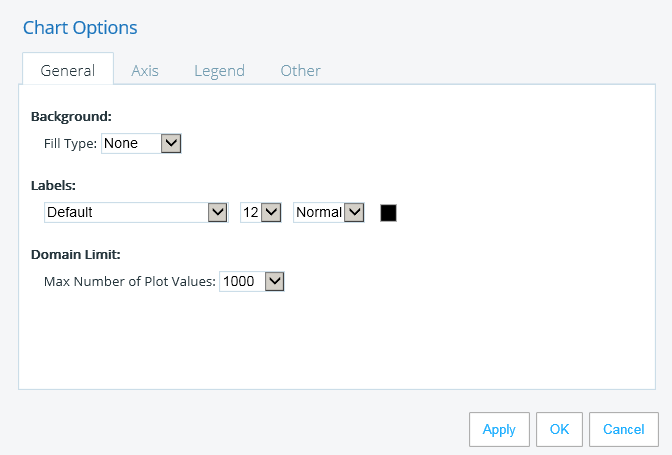 Chart Options
General Axis Legend Other
Background:
Fill Type: None
Labels:
Default 12 Normal
Domain Limit:
Max Number of Plot Values: 1000
Apply OK Cancel